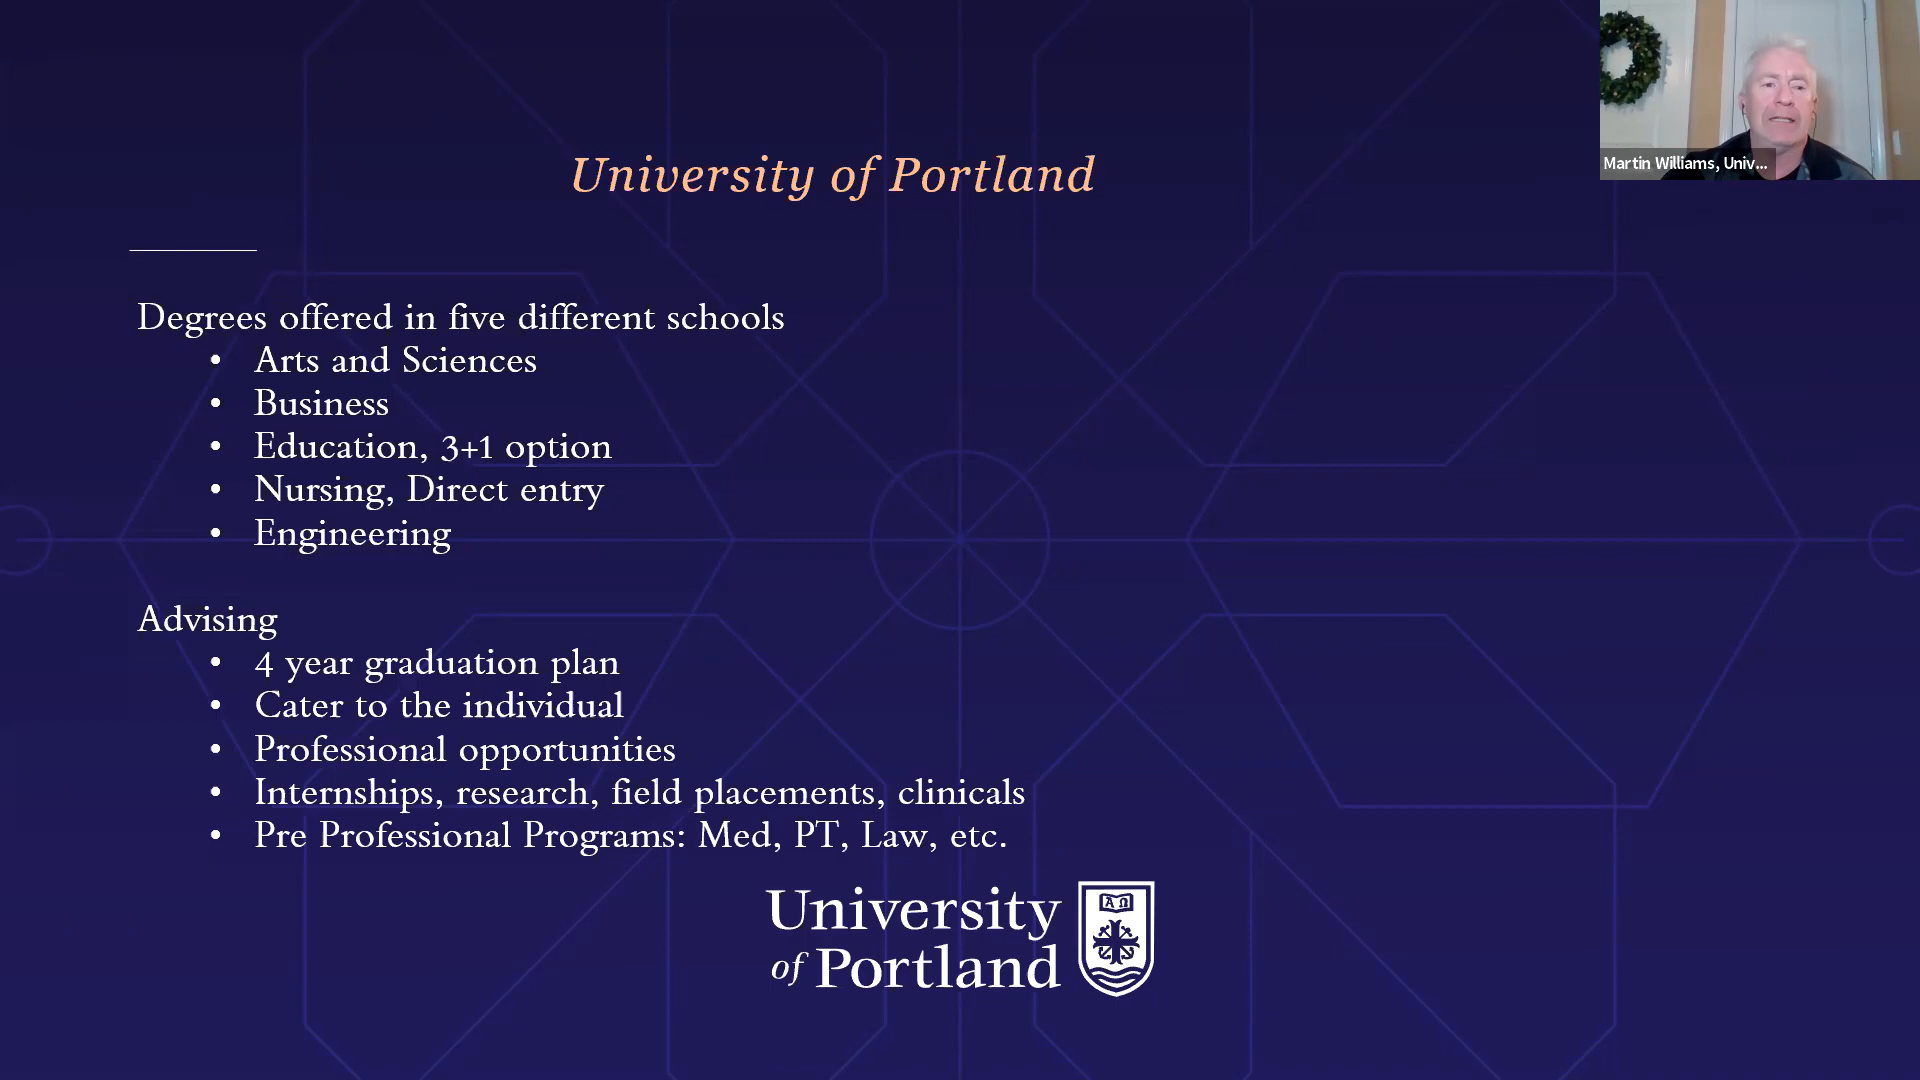 University of Portland
Martin Williams, Univ...
Degrees offered in five different schools
• Arts and Sciences
• Business
• Education, 3+1 option
• Nursing, Direct entry
• Engineering
Advising
• 4 year graduation plan
• Cater to the individual
• Professional opportunities
• Internships, research, field placements, clinicals
• Pre Professional Programs: Med, PT, Law, etc.
University
of Portland
Α Ω